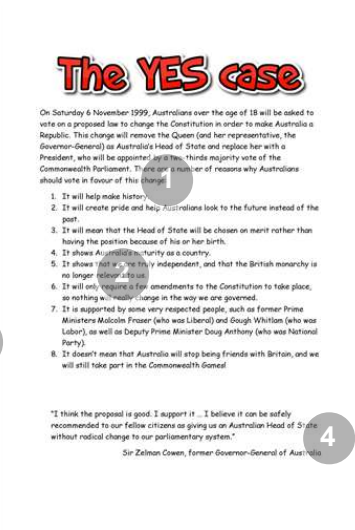 The YES case
On Saturday 6 November 1999, Australians over the age of 18 will be asked to
vote on a proposed law to change the Constitution in order to make Australia a
Republic. This change will remove the Queen (and her representative, the
Governor-General) as Australia's Head of State and replace her with a
President, who will be appointed by a two-thirds majority vote of the
Commonwealth Parliament. There are a number of reasons why Australians
should vote in favour of this change:
1
1. It will help make history.
2. It will create pride and help Australians look to the future instead of the
past.
3. It will mean that the Head of State will be chosen on merit rather than
having the position because of his or her birth.
4. It shows Australia's maturity as a country.
5. It shows that we are truly independent, and that the British monarchy is
no longer relevant to us.
2
6. It will only require a few amendments to the Constitution to take place,
so nothing will really change in the way we are governed.
7. It is supported by some very respected people, such as former Prime
Ministers Malcolm Fraser (who was Liberal) and Gough Whitlam (who was
Labor), as well as Deputy Prime Minister Doug Anthony (who was National
Party).
8. It doesn't mean that Australia will stop being friends with Britain, and we
will still take part in the Commonwealth Games!
"I think the proposal is good. I support it ... I believe it can be safely
recommended to our fellow citizens as giving us an Australian Head of State
without radical change to our parliamentary system."
4
Sir Zelman Cowen, former Governor-General of Australia